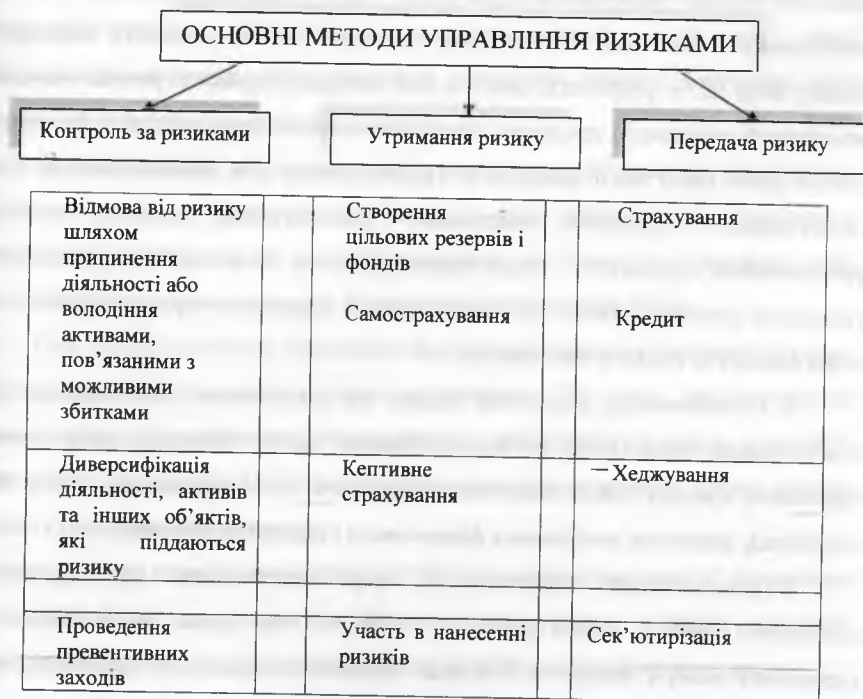 ОСНОВНІ МЕТОДИ УПРАВЛІННЯ РИЗИКАМИ
Контроль за ризиками
Утримання ризику
Передача ризику
Відмова від ризику
шляхом
припинення
діяльності або
володіння
активами,
пов’язаними з
можливими
збитками
Створення
цільових резервів і
фондів
Самострахування
Страхування
Кредит
Диверсифікація
діяльності, активів
та інших об’єктів,
які піддаються
ризику
Кептивне
страхування
Хеджування
Проведення
превентивних
заходів
Участь в нанесенні
ризиків
Сек’ютирізація